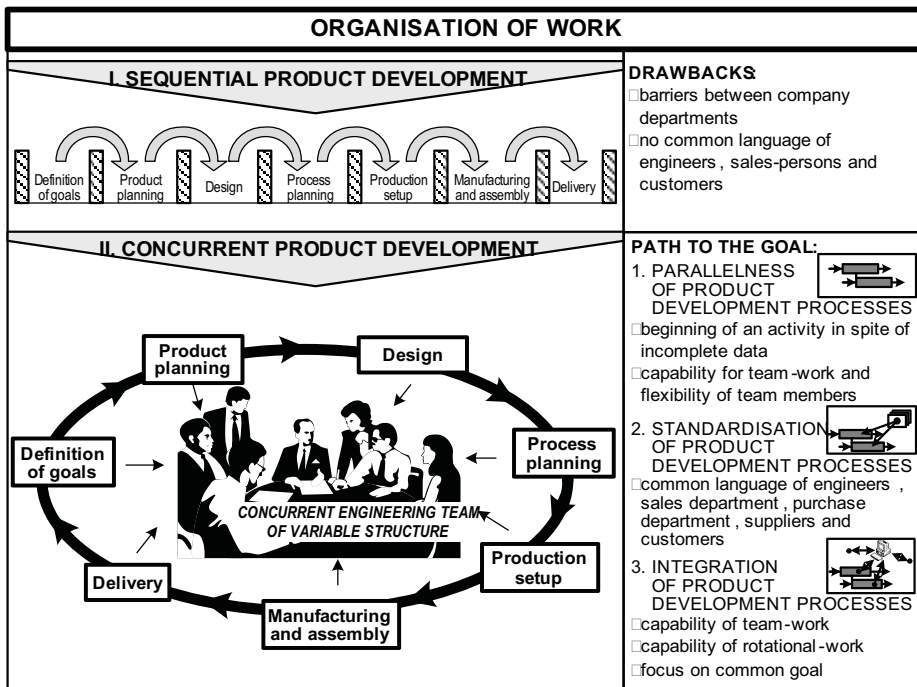 ORGANISATION OF WORK
I. SEQUENTIAL PRODUCT DEVELOPMENT
Definition
of goals
Product
planning
Design
Process
planning
Production
setup
Manufacturing
and assembly
Delivery
DRAWBACKS:
□barriers between company
departments
□no common language of
engineers , sales-persons and
customers
II. CONCURRENT PRODUCT DEVELOPMENT
Product
planning
Design
Definition
of goals
Process
planning
CONCURRENT ENGINEERING TEAM
OF VARIABLE STRUCTURE
Delivery
Production
setup
Manufacturing
and assembly
PATH TO THE GOAL:
1. PARALLELNESS
OF PRODUCT
DEVELOPMENT PROCESSES
□beginning of an activity in spite of
incomplete data
□capability for team-work and
flexibility of team members
2. STANDARDISATION
OF PRODUCT
DEVELOPMENT PROCESSES
□common language of engineers ,
sales department , purchase
department , suppliers and
customers
3. INTEGRATION
OF PRODUCT
DEVELOPMENT PROCESSES
□capability of team-work
□capability of rotational-work
□focus on common goal